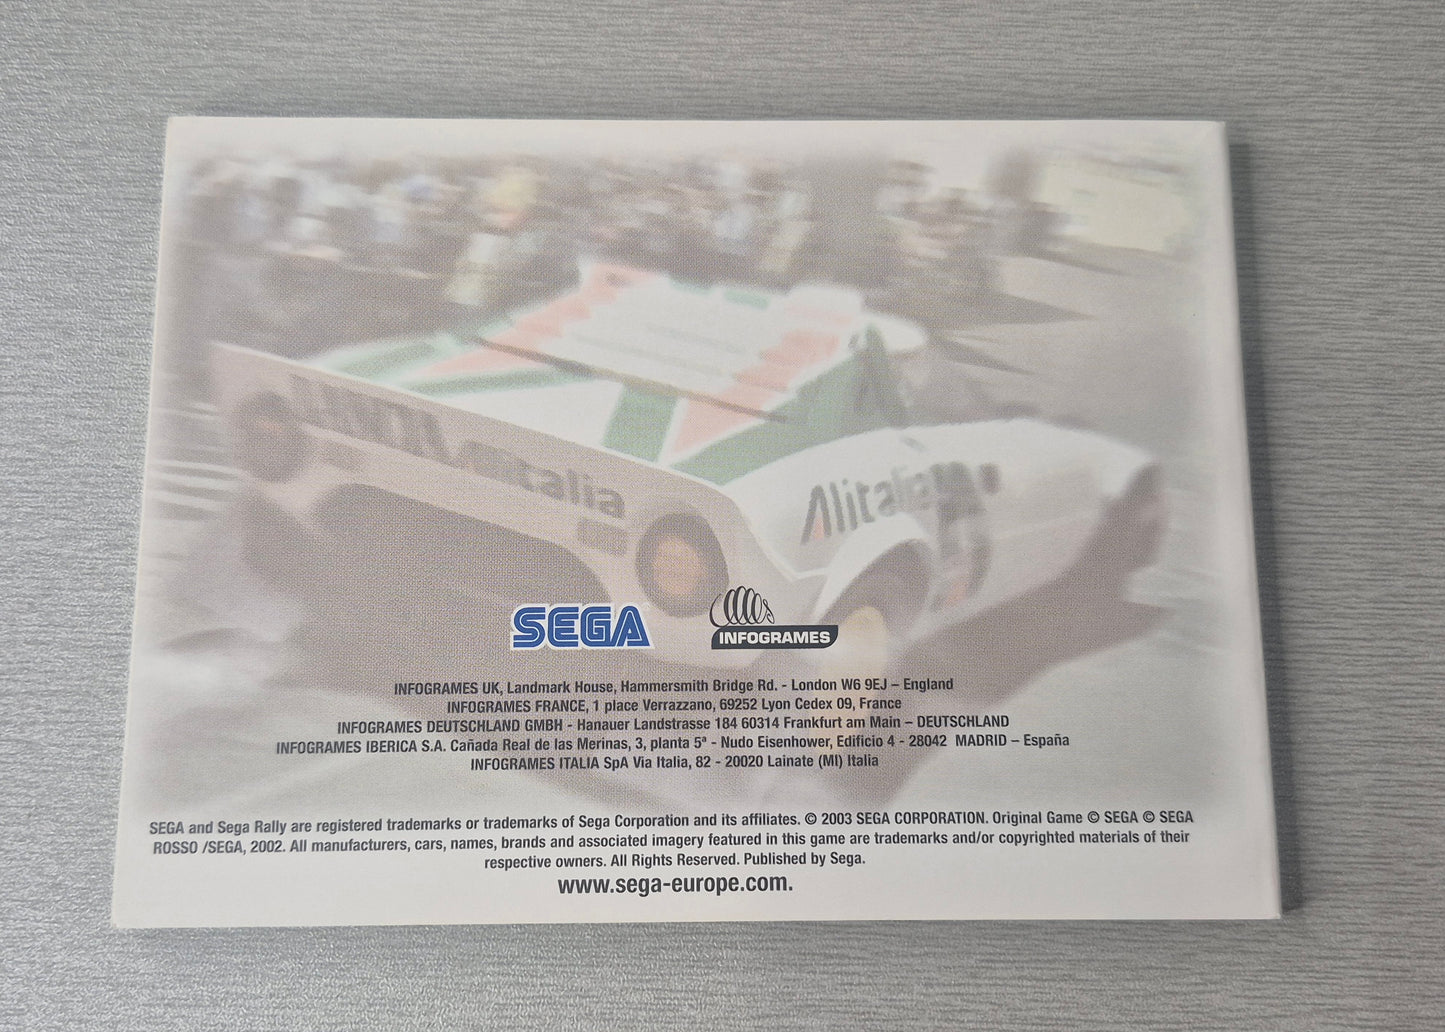 Alitalia
Alitalia
SEGA
INFOGRAMES
INFOGRAMES UK, Landmark House, Hammersmith Bridge Rd. - London W6 9EJ – England
INFOGRAMES FRANCE, 1 place Verrazzano, 69252 Lyon Cedex 09, France
INFOGRAMES DEUTSCHLAND GMBH - Hanauer Landstrasse 184 60314 Frankfurt am Main – DEUTSCHLAND
INFOGRAMES IBERICA S.A. Cañada Real de las Merinas, 3, planta 5ª - Nudo Eisenhower, Edificio 4 - 28042 MADRID – España
INFOGRAMES ITALIA SpA Via Italia, 82 - 20020 Lainate (MI) Italia
SEGA and Sega Rally are registered trademarks or trademarks of Sega Corporation and its affiliates. © 2003 SEGA CORPORATION. Original Game © SEGA © SEGA
ROSSO /SEGA, 2002. All manufacturers, cars, names, brands and associated imagery featured in this game are trademarks and/or copyrighted materials of their
respective owners. All Rights Reserved. Published by Sega.
www.sega-europe.com.